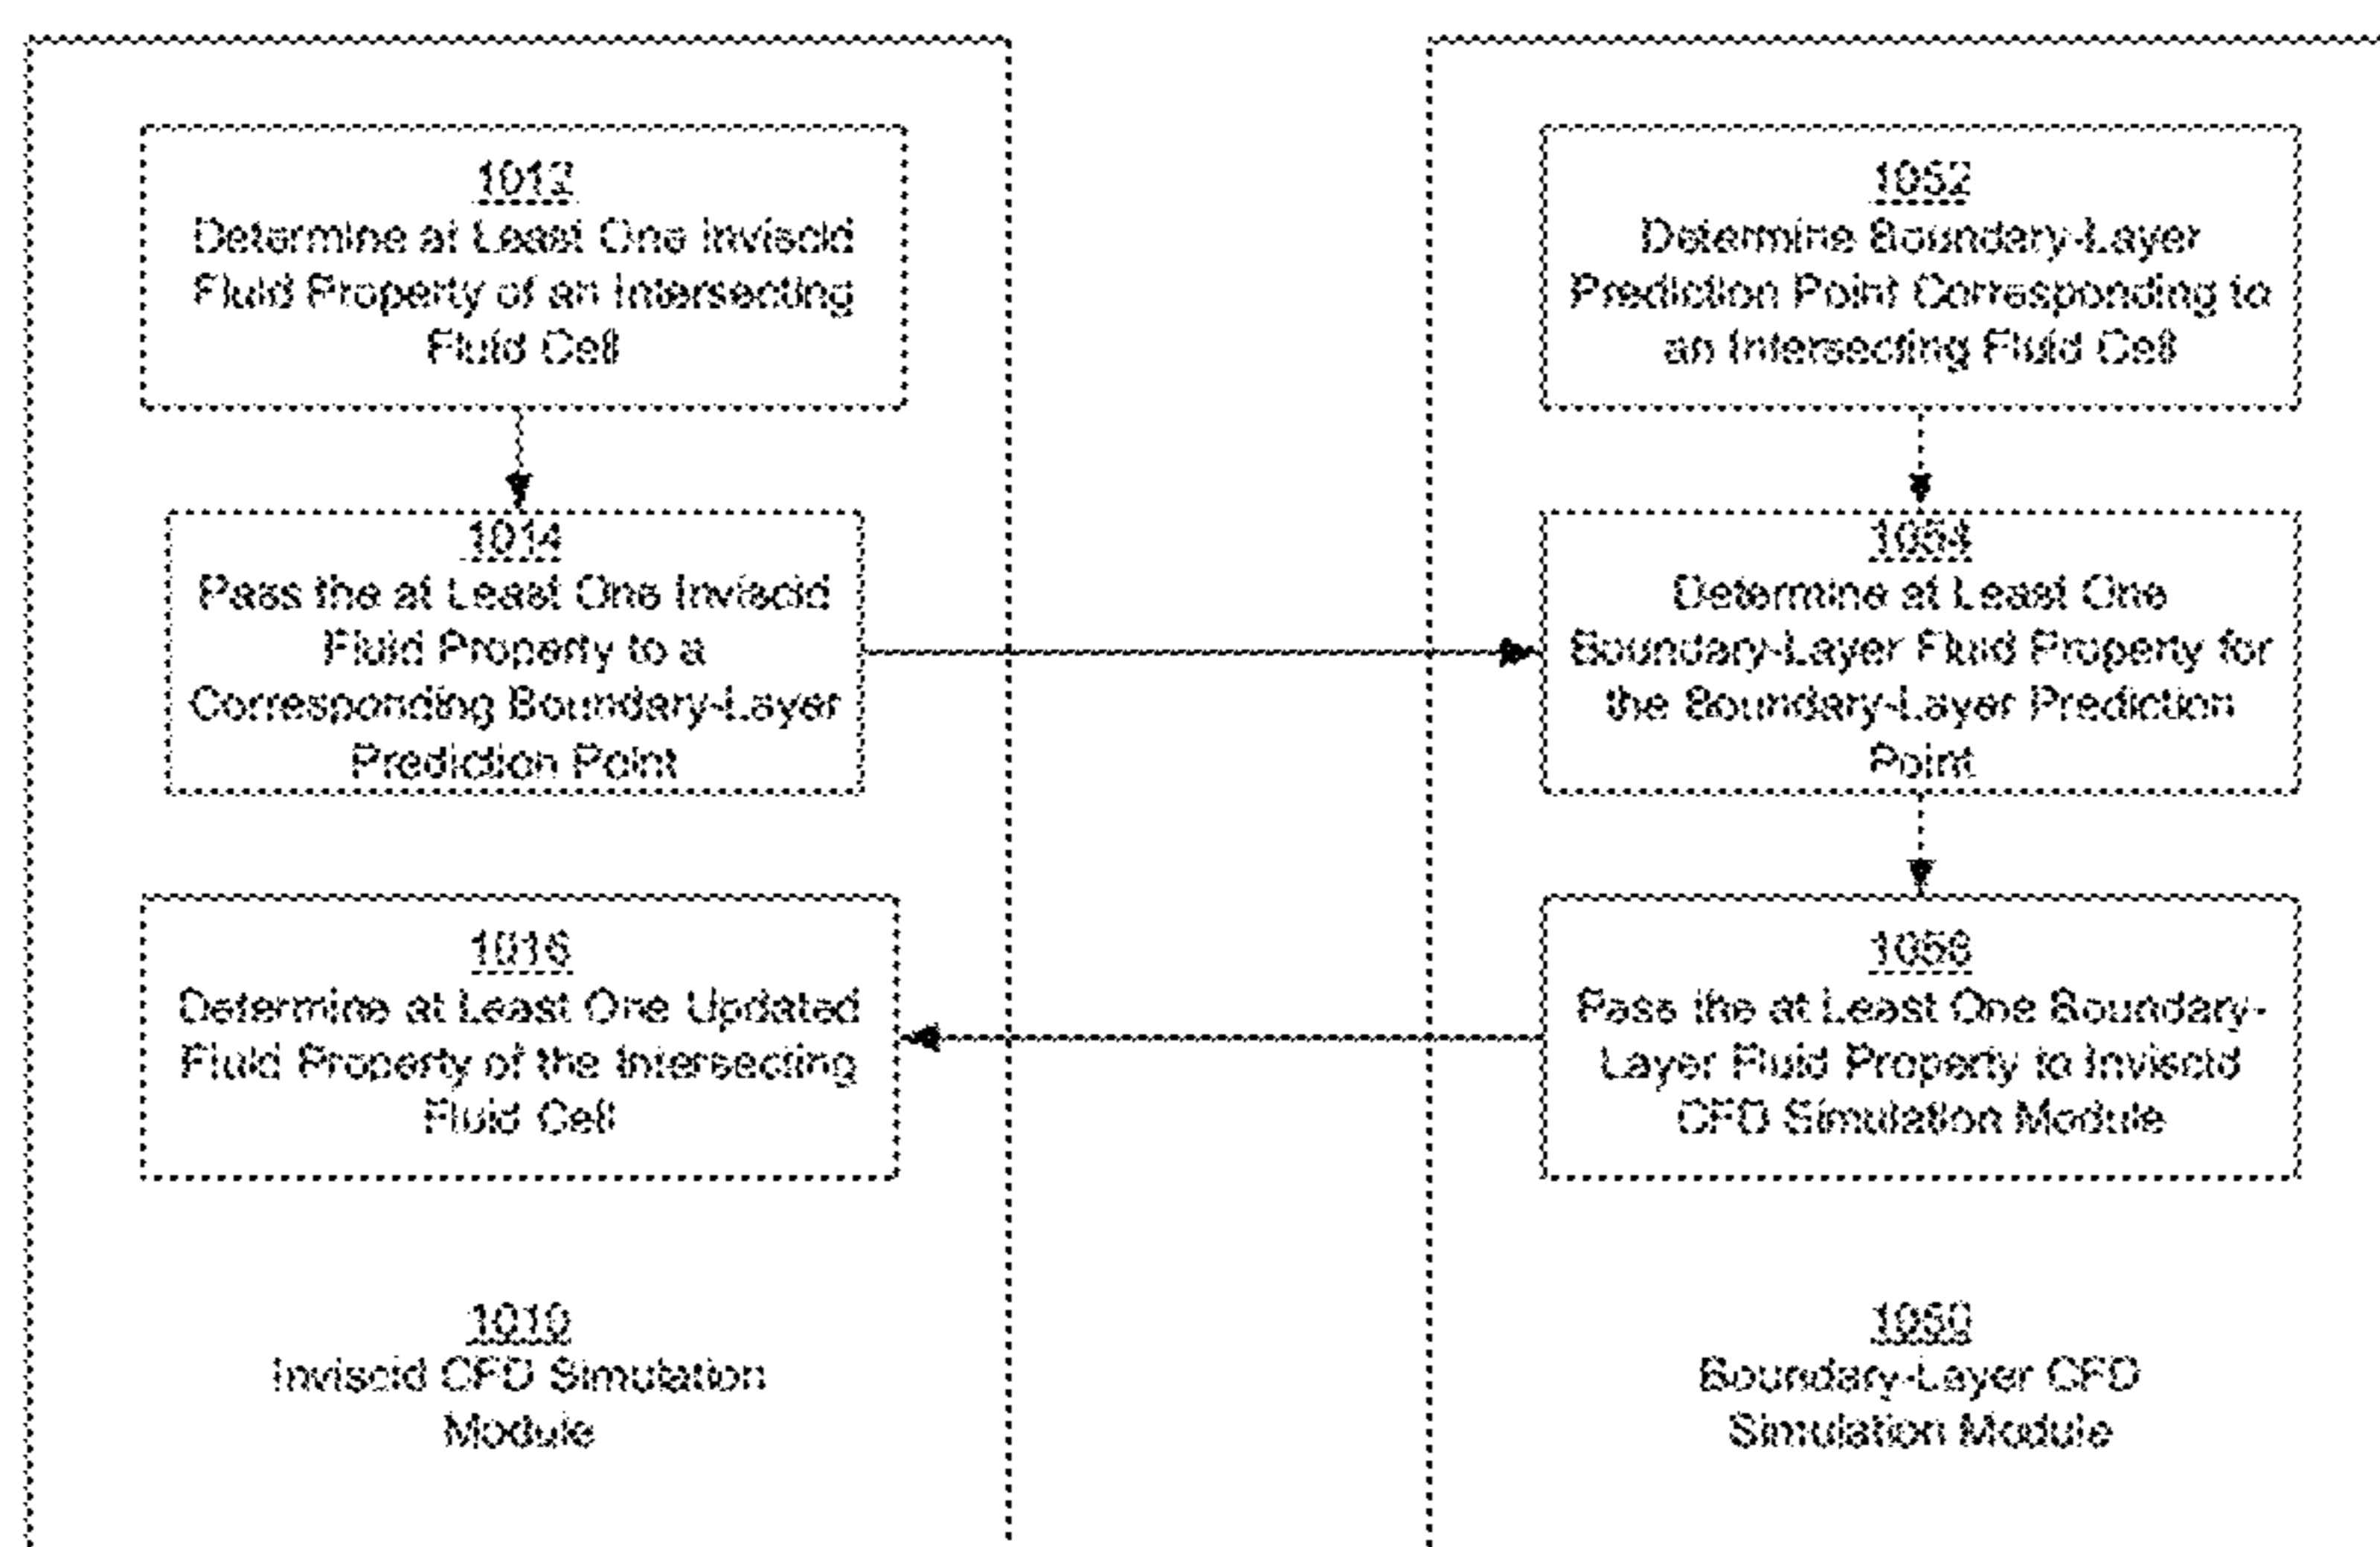 1012
Determine at Least One Inviscid
Fluid Property of an Intersecting
Fluid Cell
1014
Pass the at Least One Inviscid
Fluid Property to a
Corresponding Boundary-Layer
Prediction Point
1016
Determine at Least One Updated
Fluid Property of the Intersecting
Fluid Cell
1010
Inviscid CFD Simulation
Module
1052
Determine Boundary-Layer
Prediction Point Corresponding to
an Intersecting Fluid Cell
1054
Determine at Least One
Boundary-Layer Fluid Property for
the Boundary-Layer Prediction
Point
1056
Pass the at Least One Boundary-
Layer Fluid Property to Inviscid
CFD Simulation Module
1050
Boundary-Layer CFD
Simulation Module